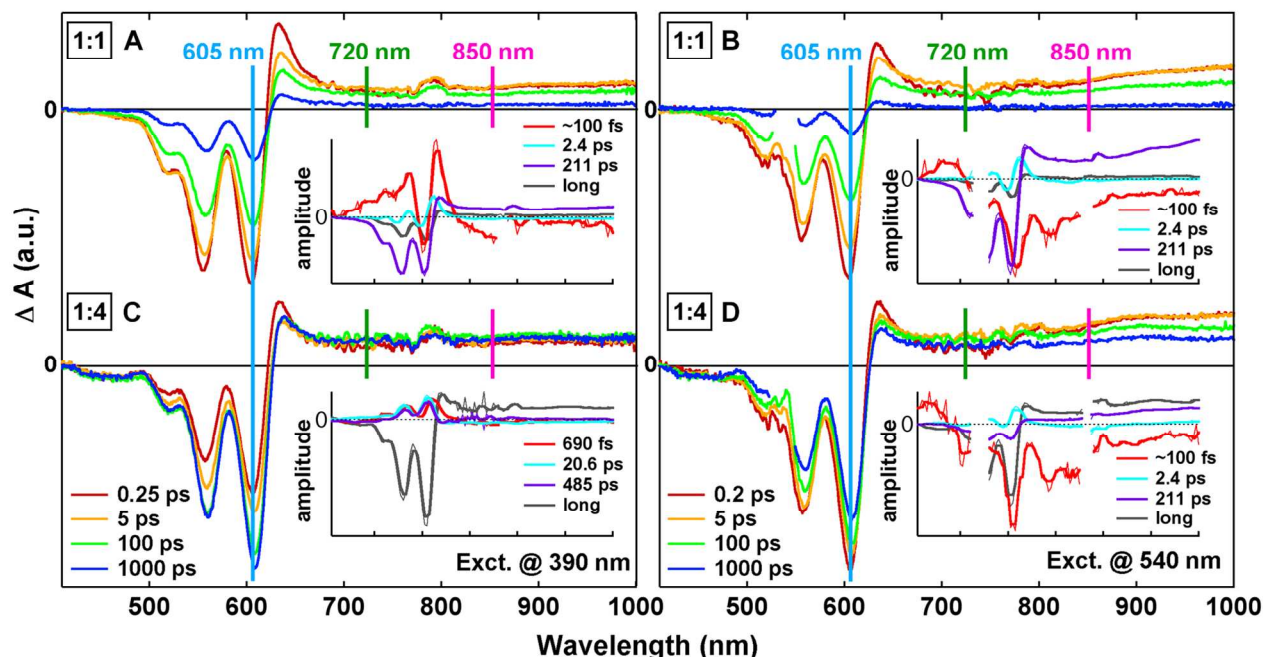 1:1 A
605 nm 720 nm 850 nm
0
~100 fs
2.4 ps
211 ps
long
0
amplitude
1:1 B
605 nm 720 nm 850 nm
~100 fs
2.4 ps
211 ps
long
0
amplitude
Δ A (a.u.)
1:4 C
0
0.25 ps
5 ps
100 ps
1000 ps
0
amplitude
690 fs
20.6 ps
485 ps
long
Exct. @ 390 nm
1:4 D
0
0.2 ps
5 ps
100 ps
1000 ps
0
amplitude
~100 fs
2.4 ps
211 ps
long
Exct. @ 540 nm
500 600 700 800 900 1000
500 600 700 800 900 1000
Wavelength (nm)